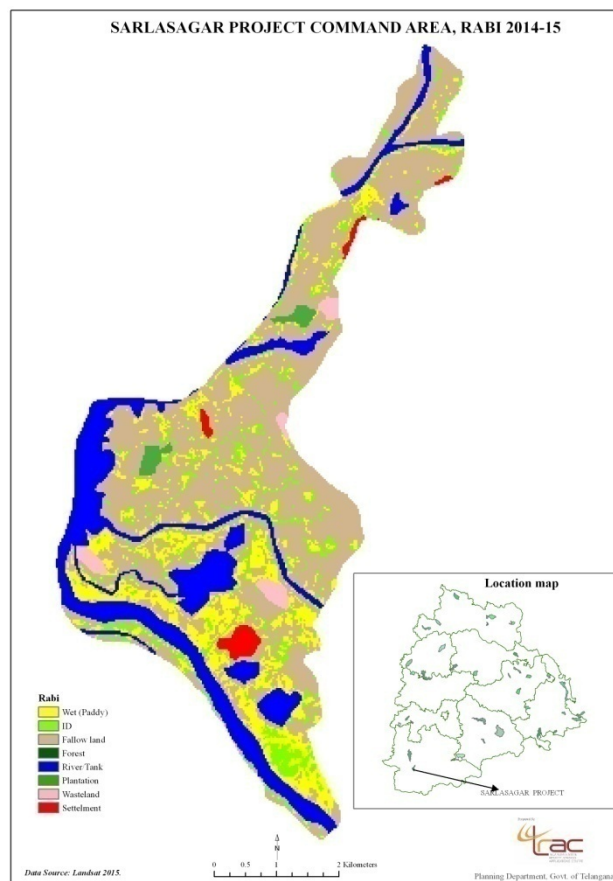 SARLASAGAR PROJECT COMMAND AREA, RABI 2014-15
Location map
SARLASAGAR PROJECT
Rabi
Wet (Paddy)
ID
Fallow land
Forest
River Tank
Plantation
Wasteland
Settelment
N
0 0.5 1 2 Kilometers
Data Source: Landsat 2015.
trac
Planning Department, Govt. of Telangana